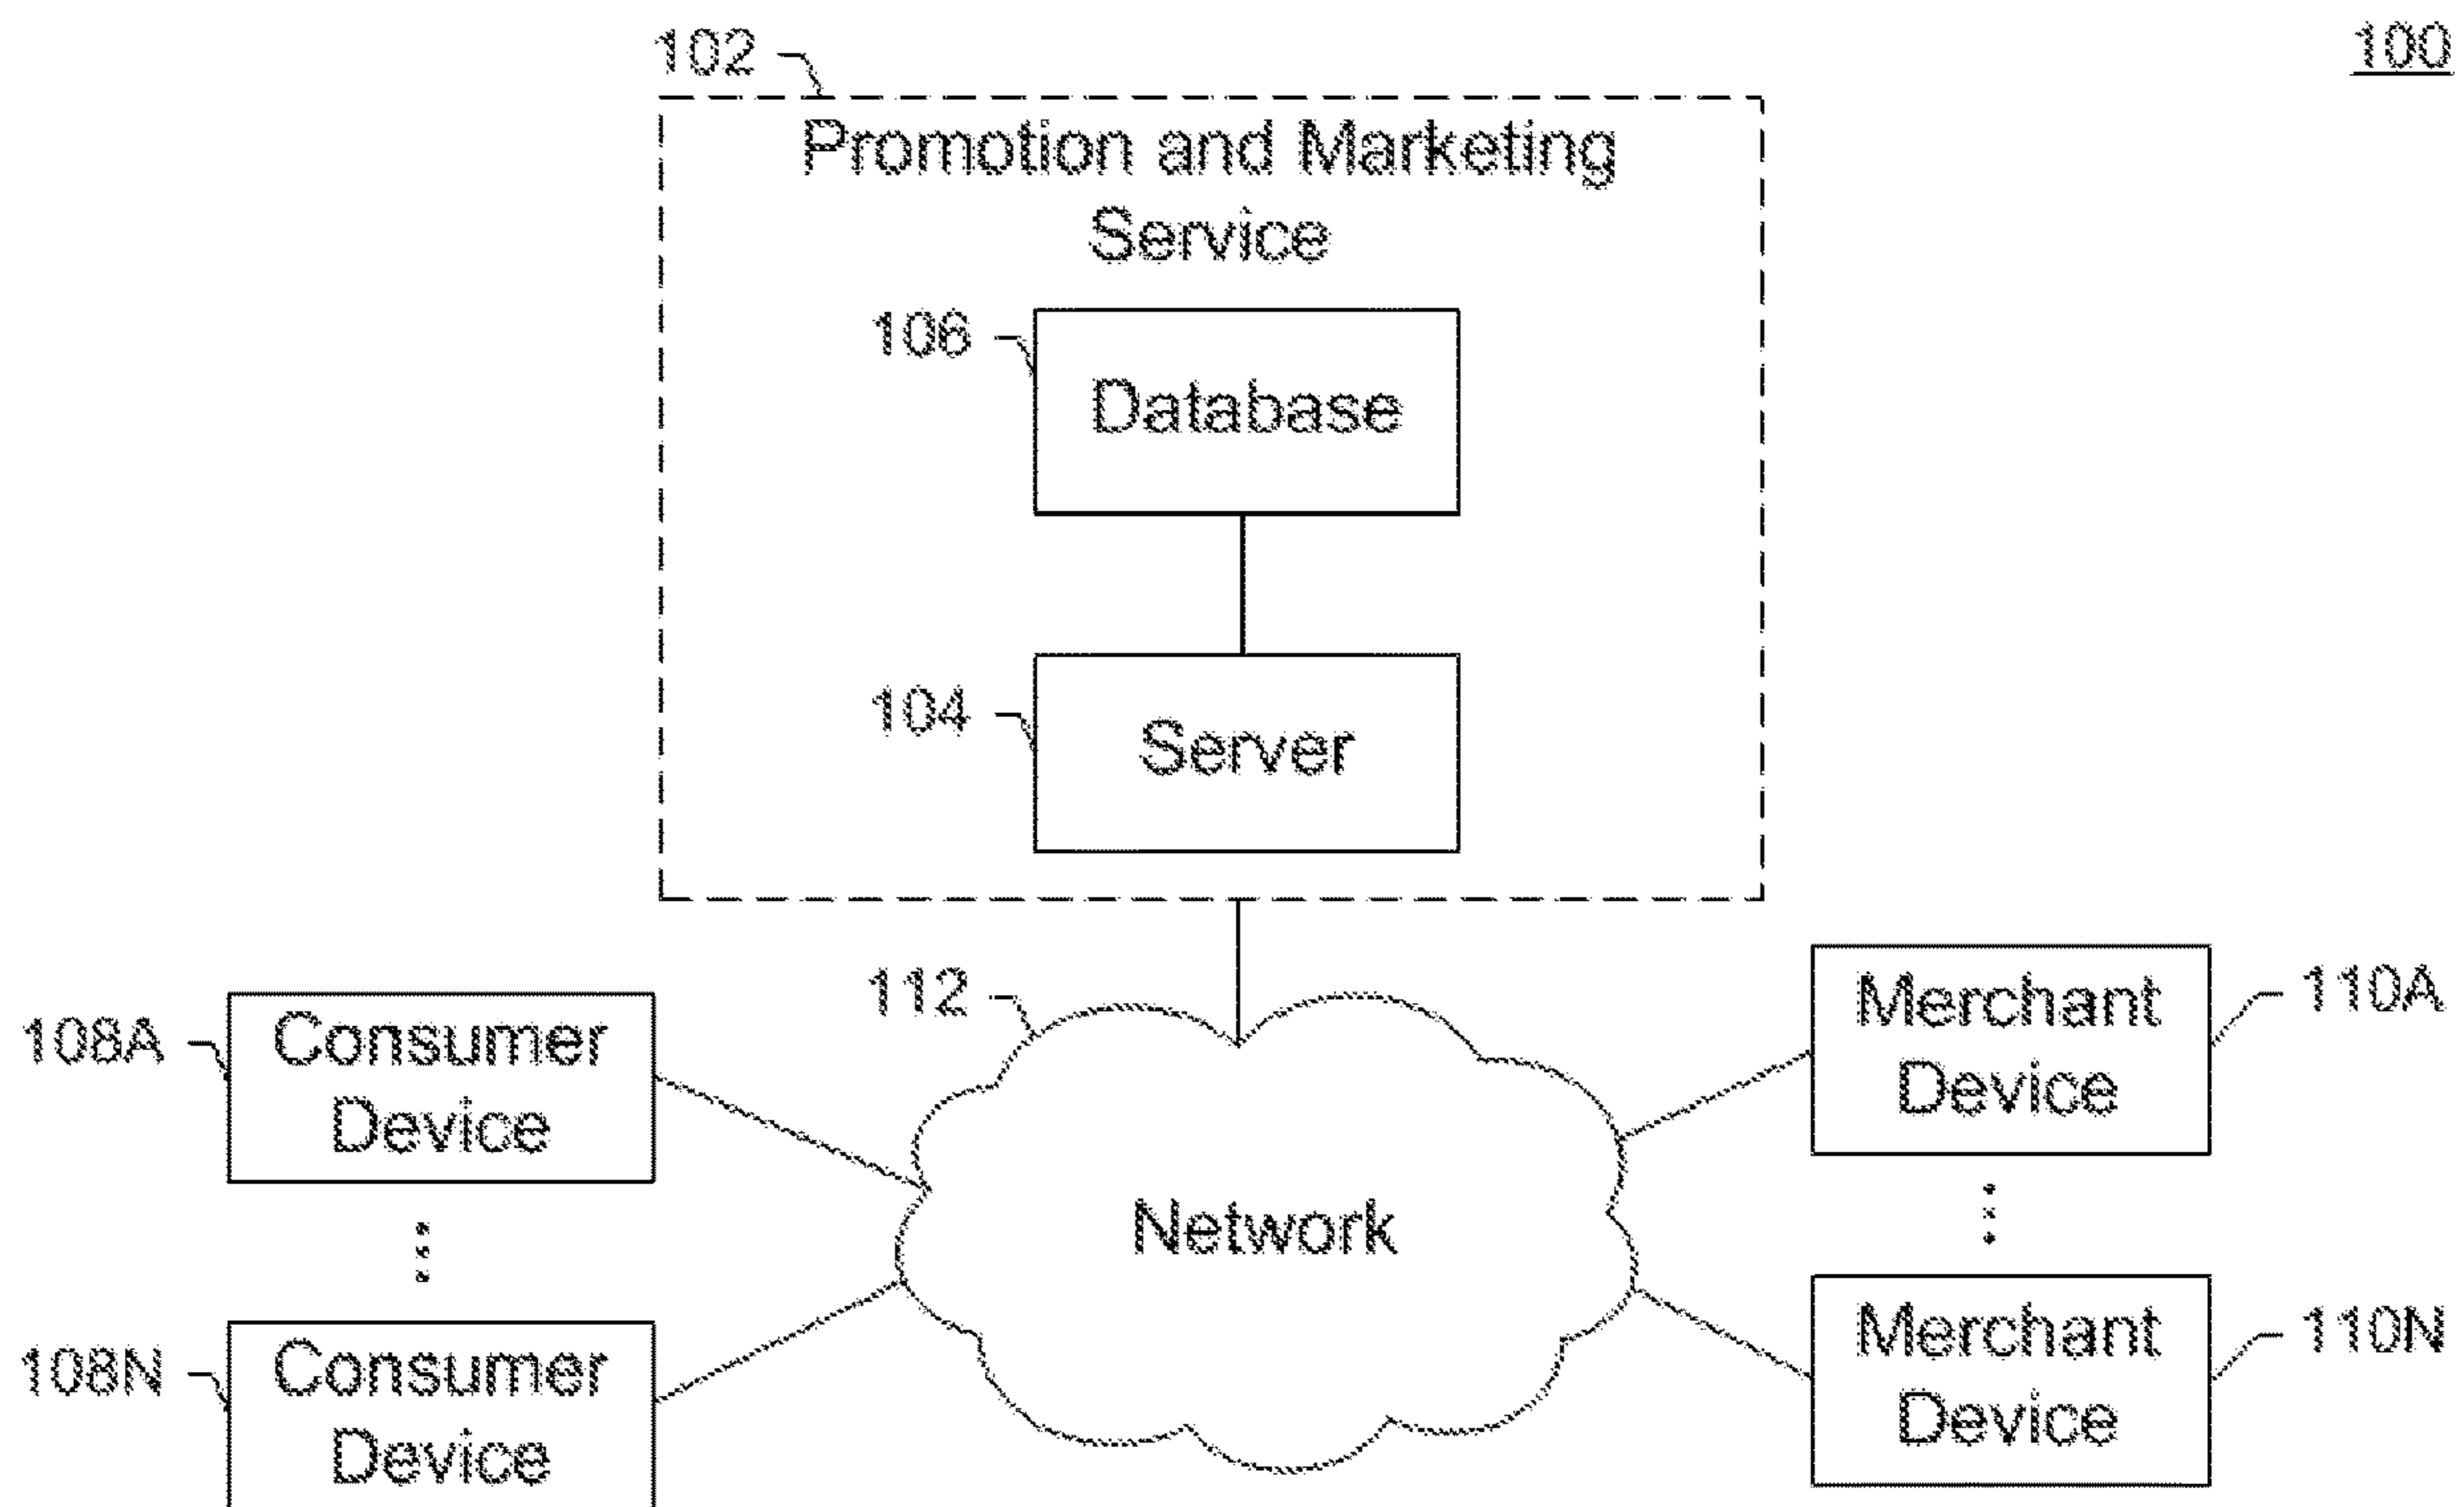 100
102
Promotion and Marketing
Service
106
Database
104
Server
112
108A
Consumer
Device
108N
Consumer
Device
Network
Merchant
Device
110A
Merchant
Device
110N